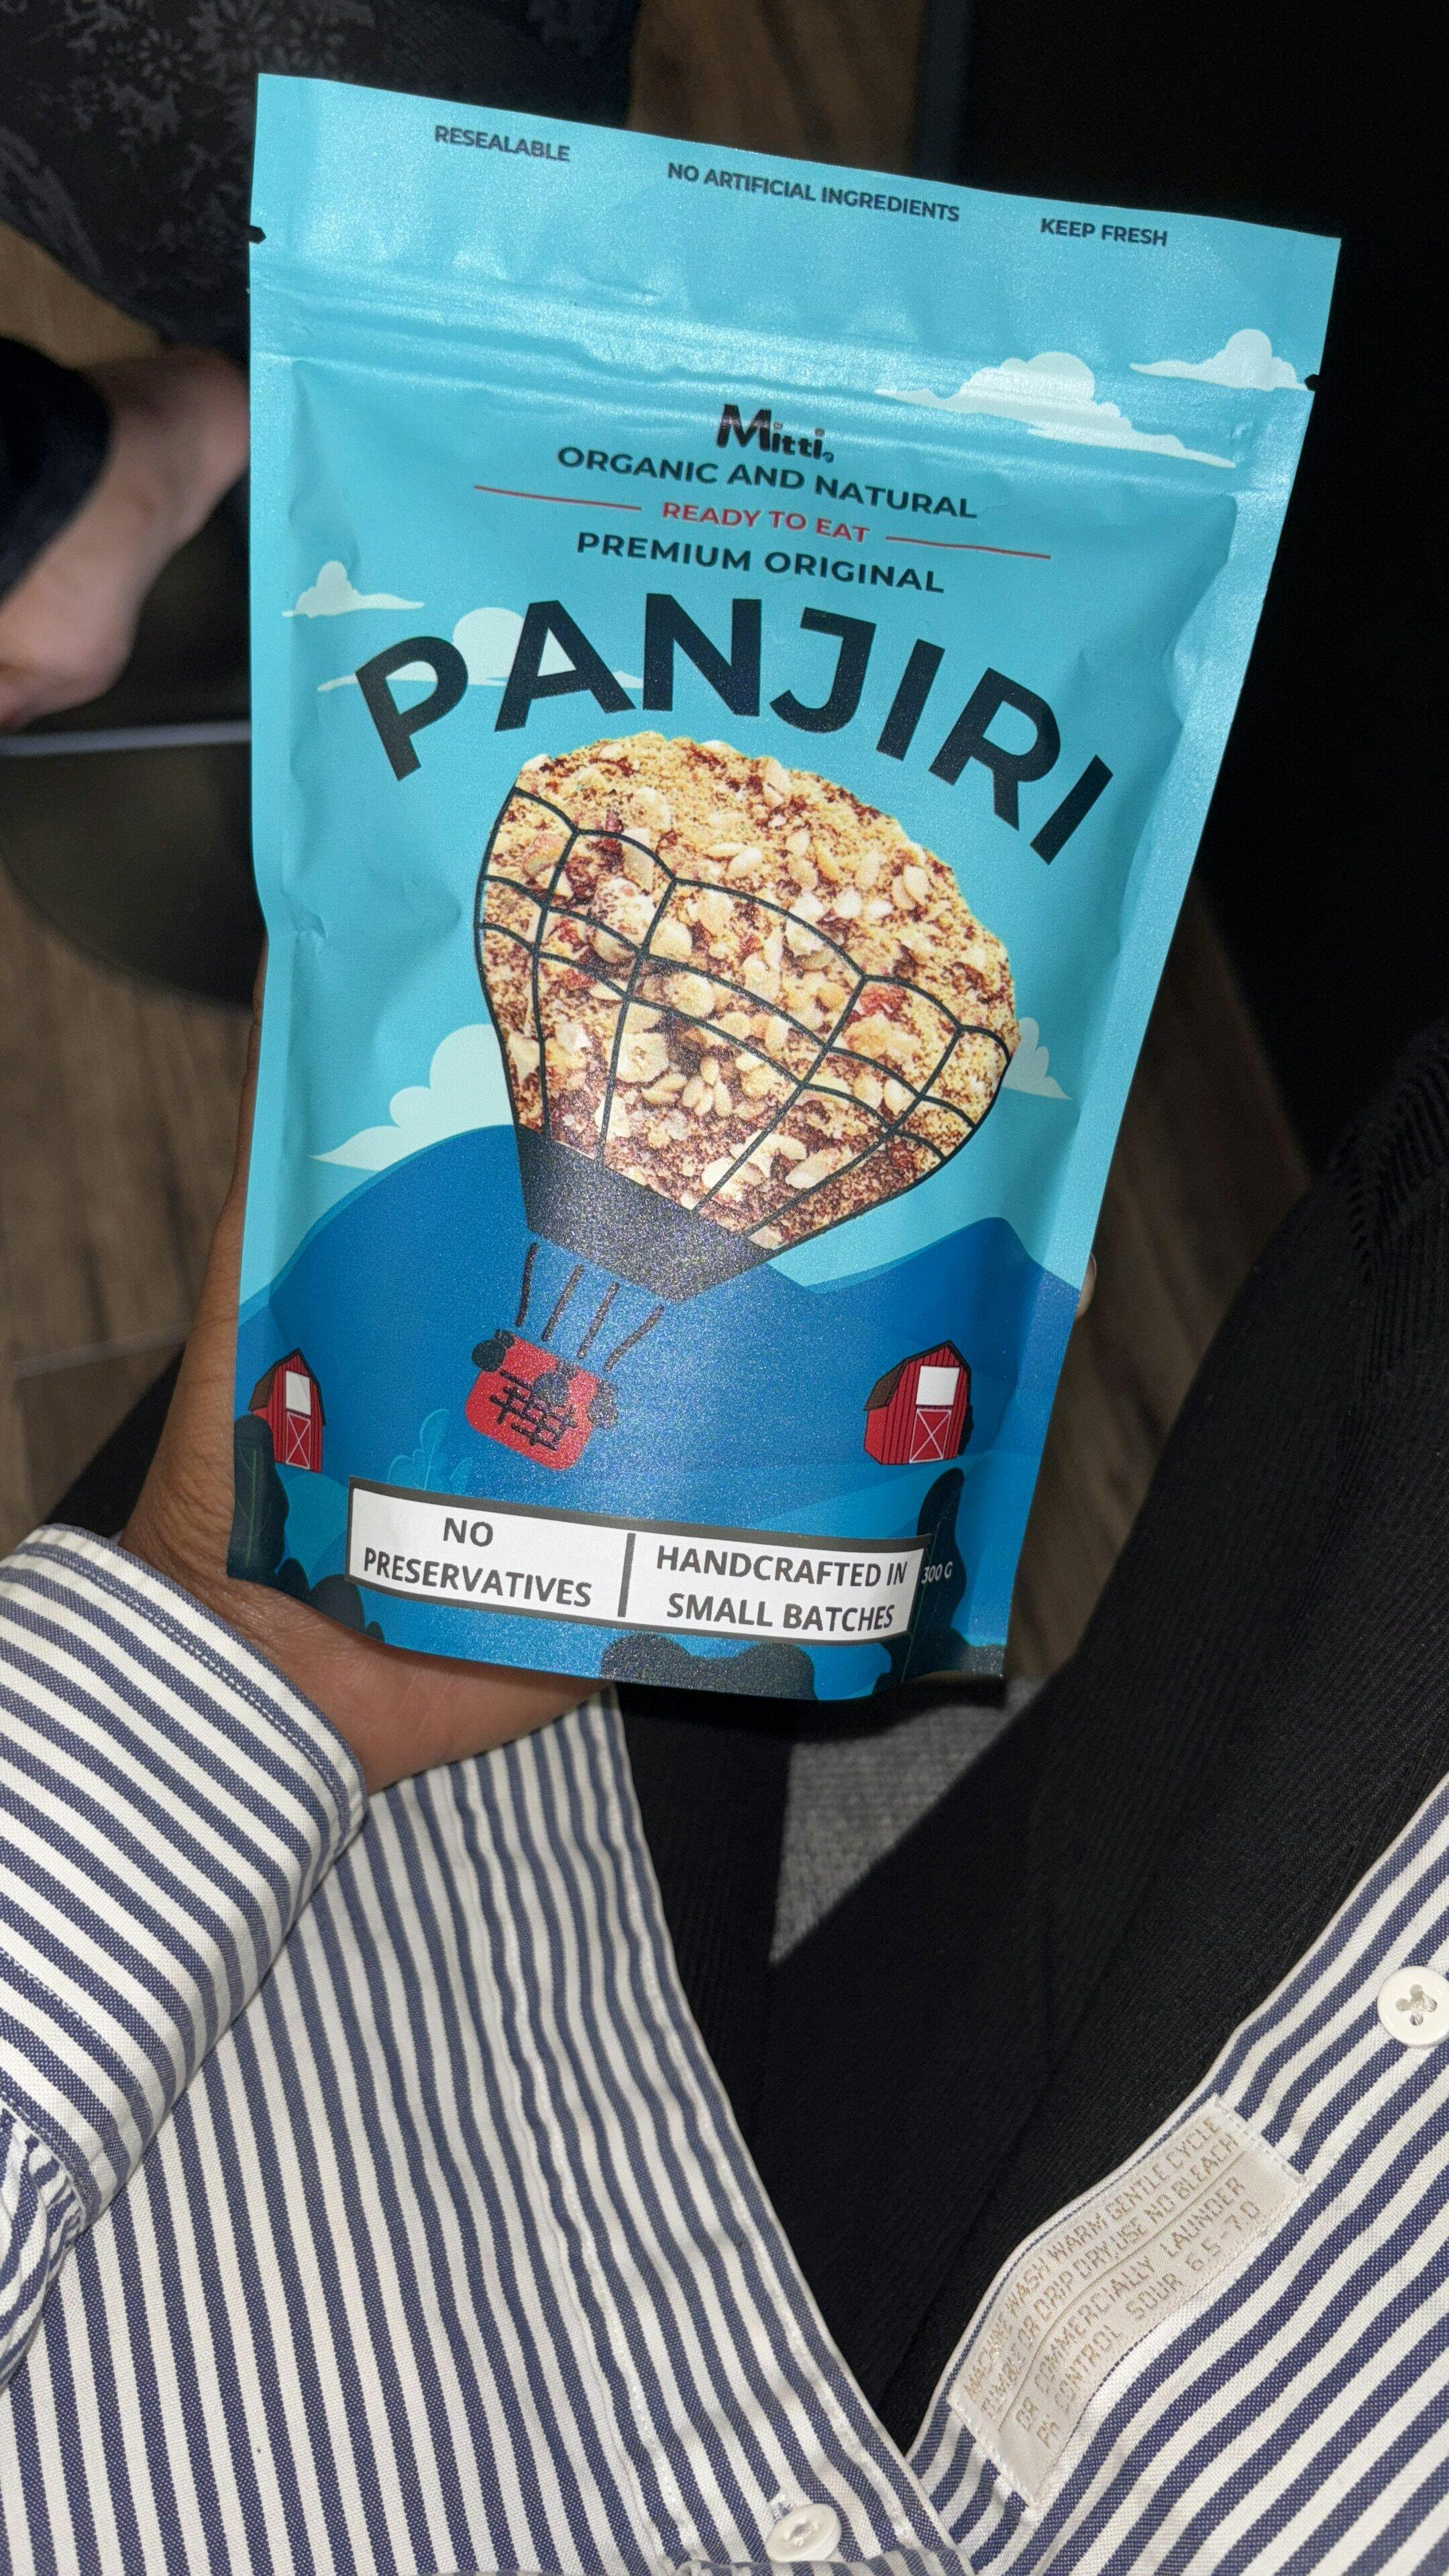 RESEALABLE
NO ARTIFICIAL INGREDIENTS
KEEP FRESH
Mitti
ORGANIC AND NATURAL
READY TO EAT
PREMIUM ORIGINAL
PANJIRI
NO
PRESERVATIVES
HANDCRAFTED IN
SMALL BATCHES
300 G
MACHINE WASH WARM GENTLE CYCLE
TUMBLE OR DRIP DRY, USE NO BLEACH
OR COMMERCIALLY LAUNDER
PH CONTROL SOUR 6.5-7.0